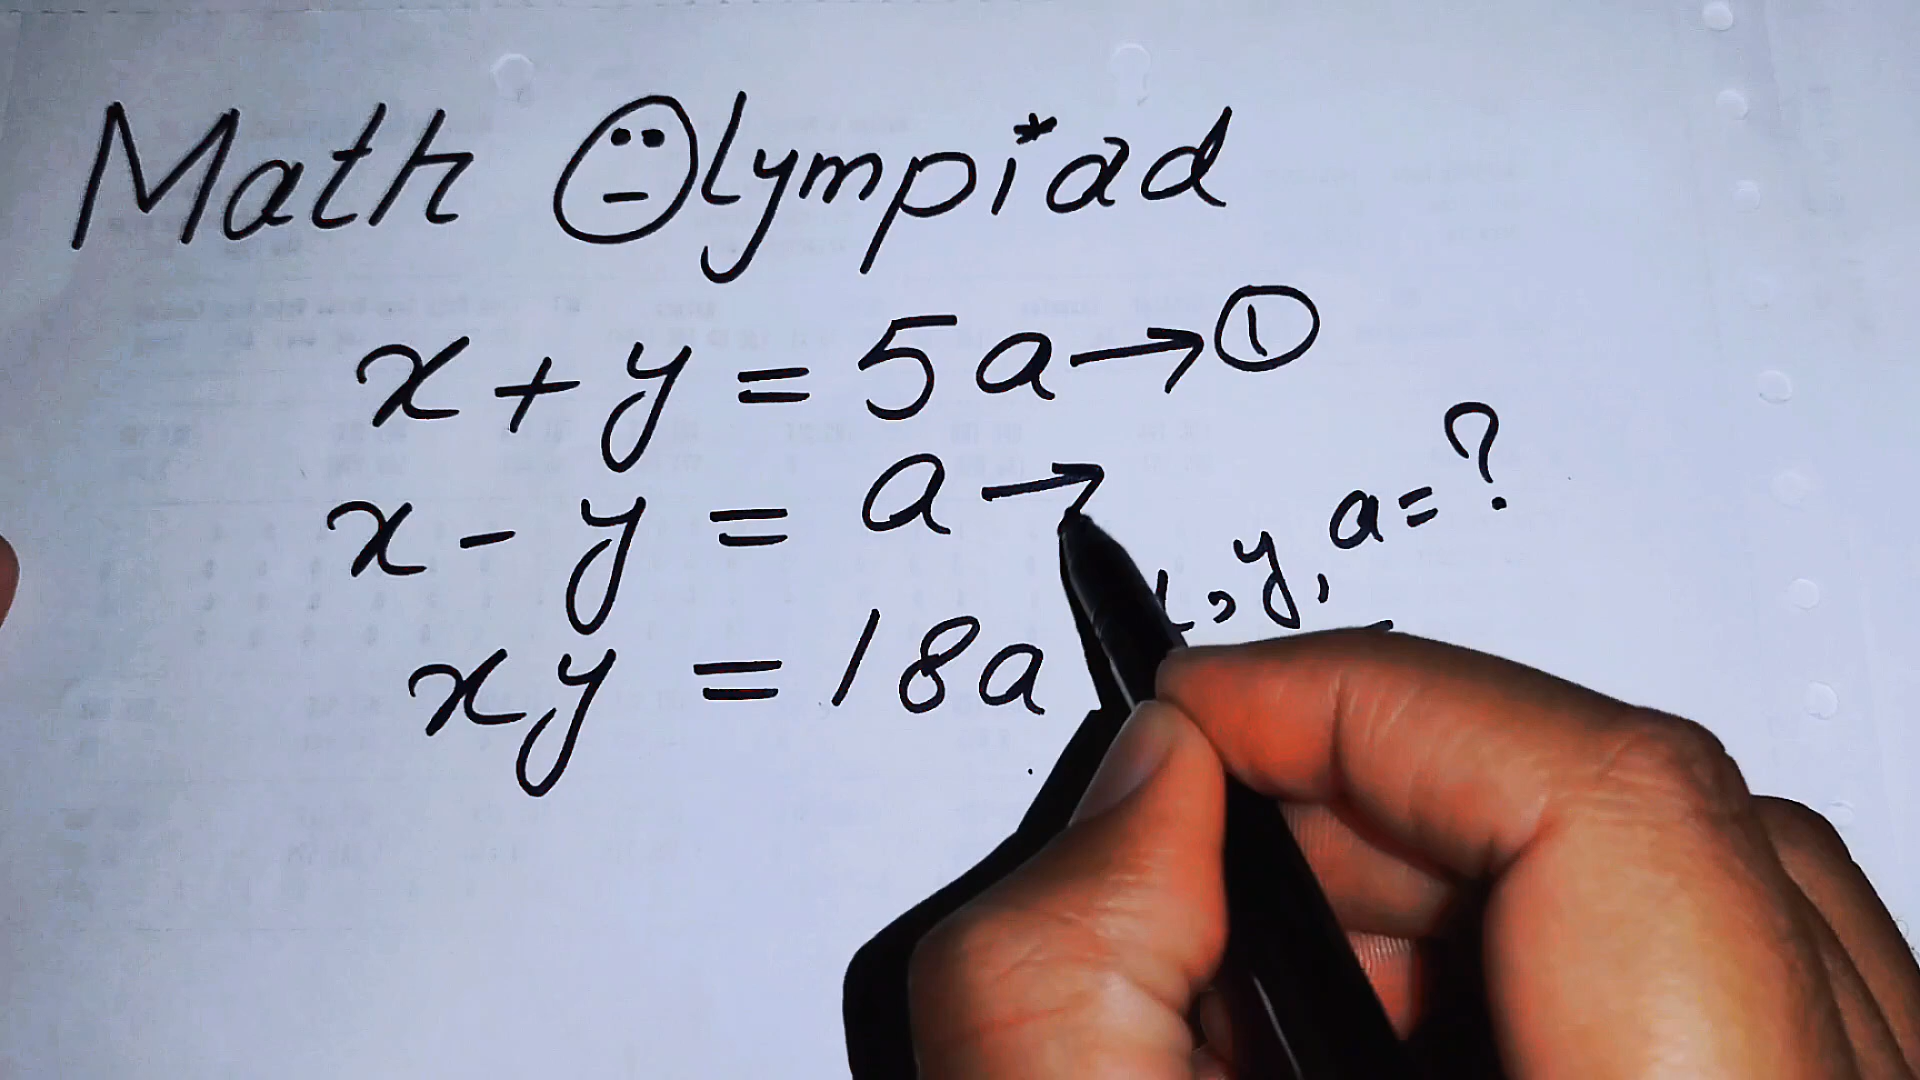 Math Olympiad
x + y = 5a → ①
x - y = a →
xy = 18a
, y, a = ?